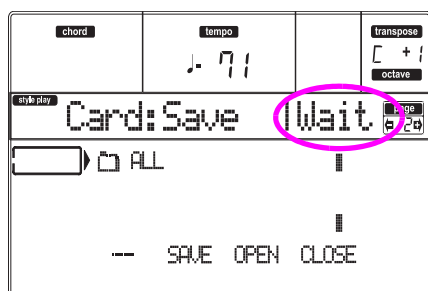 chord tempo transpose
♩. 71 C +1
octave
style play Card:Save |Wait page
2
ALL
--- SAVE OPEN CLOSE